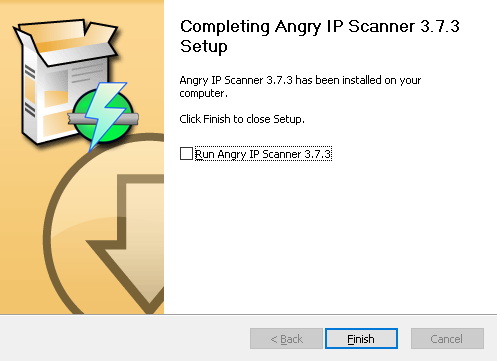 Completing Angry IP Scanner 3.7.3
Setup
Angry IP Scanner 3.7.3 has been installed on your
computer.
Click Finish to close Setup.
Run Angry IP Scanner 3.7.3
< Back
Finish
Cancel